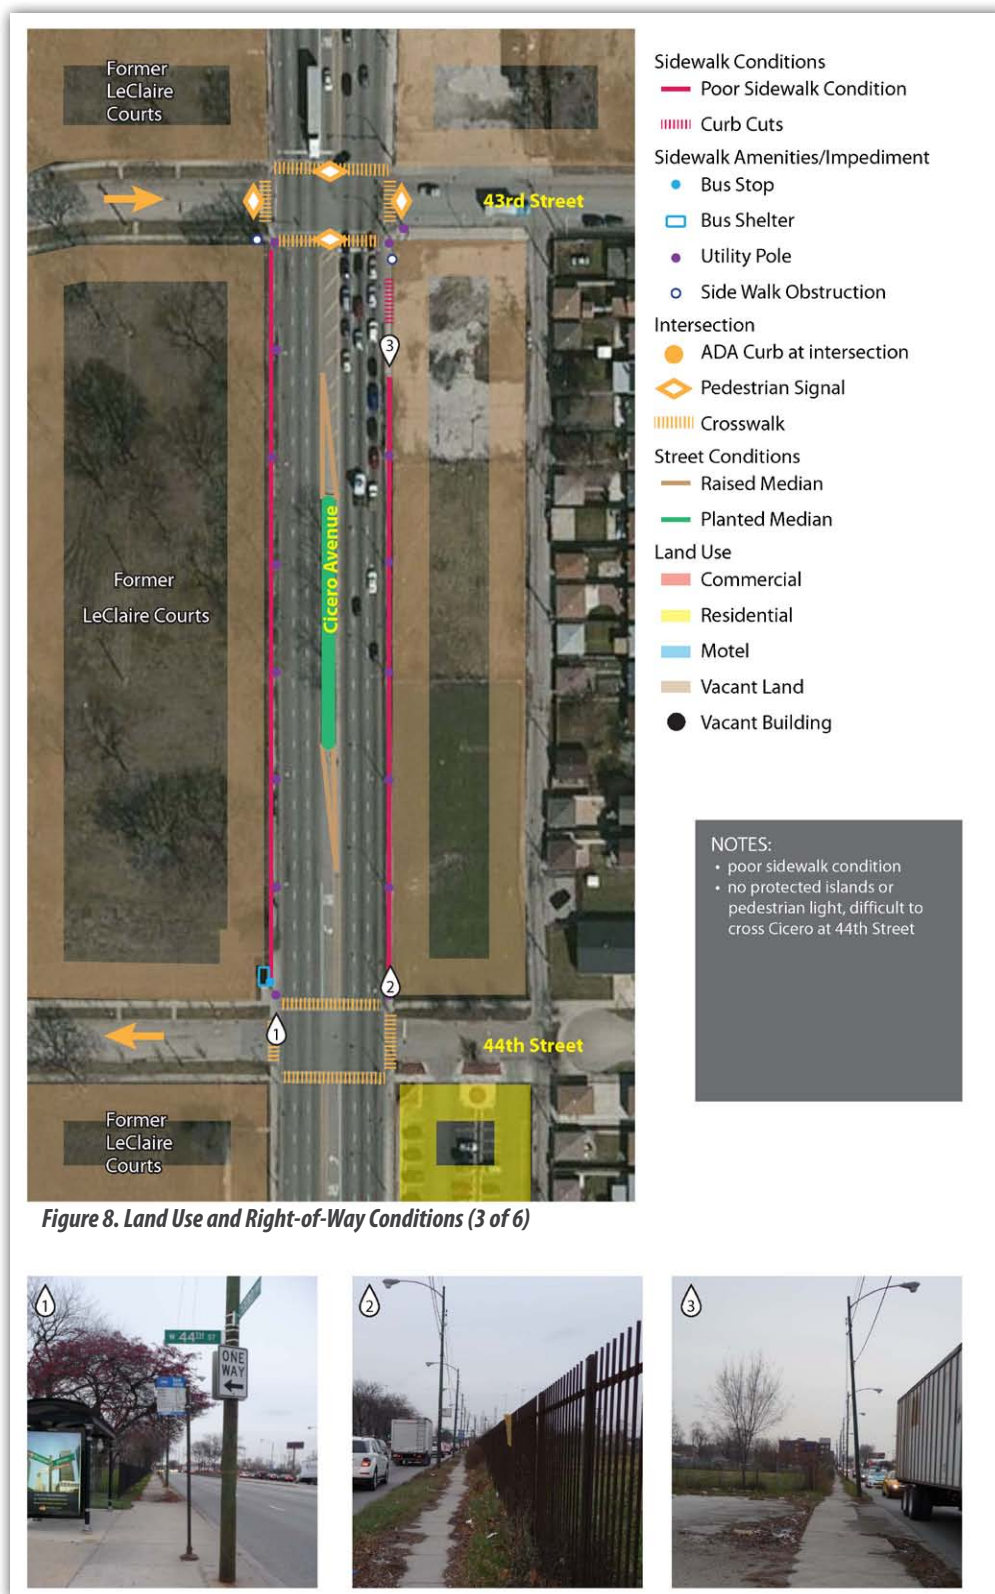 Former
LeClaire
Courts
43rd Street
3
Cicero Avenue
Former
LeClaire Courts
2
1
44th Street
Former
LeClaire
Courts
Sidewalk Conditions
Poor Sidewalk Condition
Curb Cuts
Sidewalk Amenities/Impediment
Bus Stop
Bus Shelter
Utility Pole
Side Walk Obstruction
Intersection
ADA Curb at intersection
Pedestrian Signal
Crosswalk
Street Conditions
Raised Median
Planted Median
Land Use
Commercial
Residential
Motel
Vacant Land
Vacant Building
NOTES:
• poor sidewalk condition
• no protected islands or
pedestrian light, difficult to
cross Cicero at 44th Street
Figure 8. Land Use and Right-of-Way Conditions (3 of 6)
1
W 44TH ST
ONE
WAY
2
3